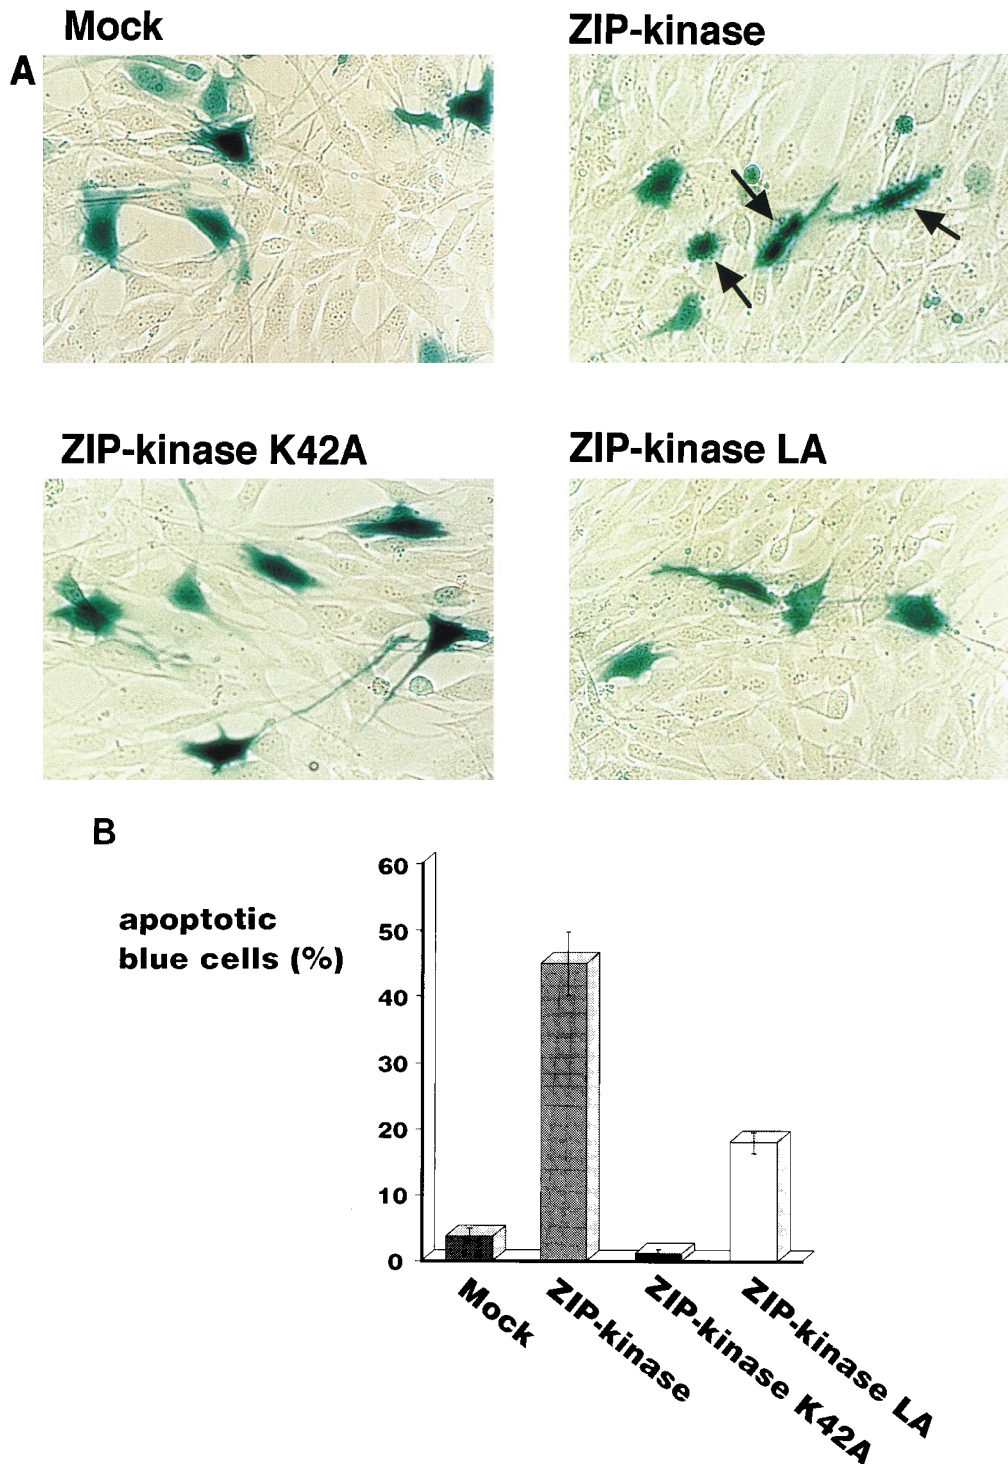 Mock
ZIP-kinase
A
ZIP-kinase K42A
ZIP-kinase LA
B
apoptotic
blue cells (%)
60
50
40
30
20
10
0
Mock
ZIP-kinase
ZIP-kinase K42A
ZIP-kinase LA